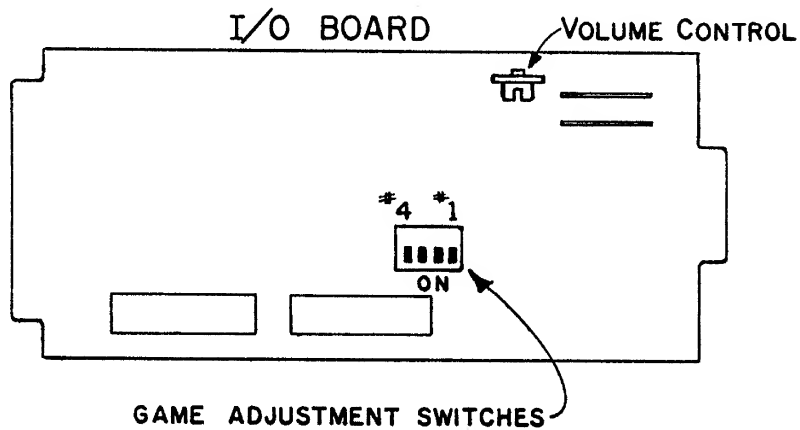 I/O BOARD
VOLUME CONTROL
#4 #1
ON
GAME ADJUSTMENT SWITCHES